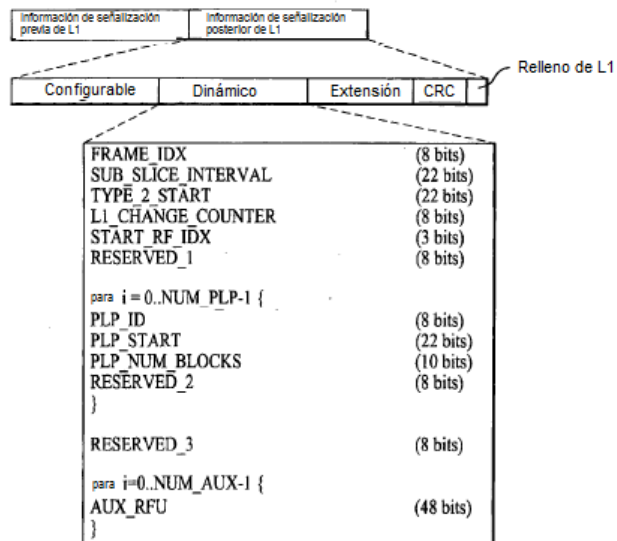 Información de señalización previa de L1
Información de señalización posterior de L1
Relleno de L1
Configurable Dinámico Extensión CRC
FRAME_IDX (8 bits)
SUB_SLICE_INTERVAL (22 bits)
TYPE_2_START (22 bits)
L1_CHANGE_COUNTER (8 bits)
START_RF_IDX (3 bits)
RESERVED_1 (8 bits)
para i = 0..NUM_PLP-1 {
PLP_ID (8 bits)
PLP_START (22 bits)
PLP_NUM_BLOCKS (10 bits)
RESERVED_2 (8 bits)
}
RESERVED_3 (8 bits)
para i=0..NUM_AUX-1 {
AUX_RFU (48 bits)
}